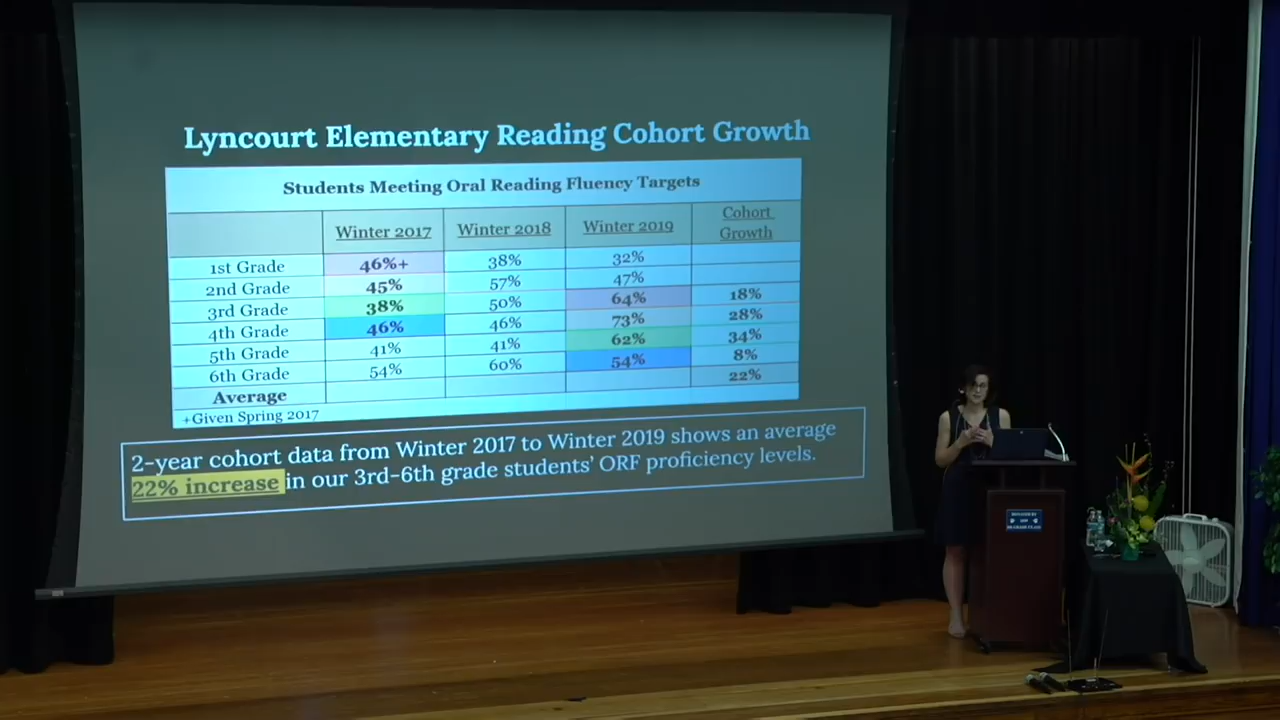 Lyncourt Elementary Reading Cohort Growth
Students Meeting Oral Reading Fluency Targets
Winter 2017 Winter 2018 Winter 2019 Cohort Growth
1st Grade 46%+ 38% 32%
2nd Grade 45% 57% 47%
3rd Grade 38% 50% 64% 18%
4th Grade 46% 46% 73% 28%
5th Grade 41% 41% 62% 34%
6th Grade 54% 60% 54% 8%
Average 22%
+Given Spring 2017
2-year cohort data from Winter 2017 to Winter 2019 shows an average
22% increase in our 3rd-6th grade students' ORF proficiency levels.
DONATED BY